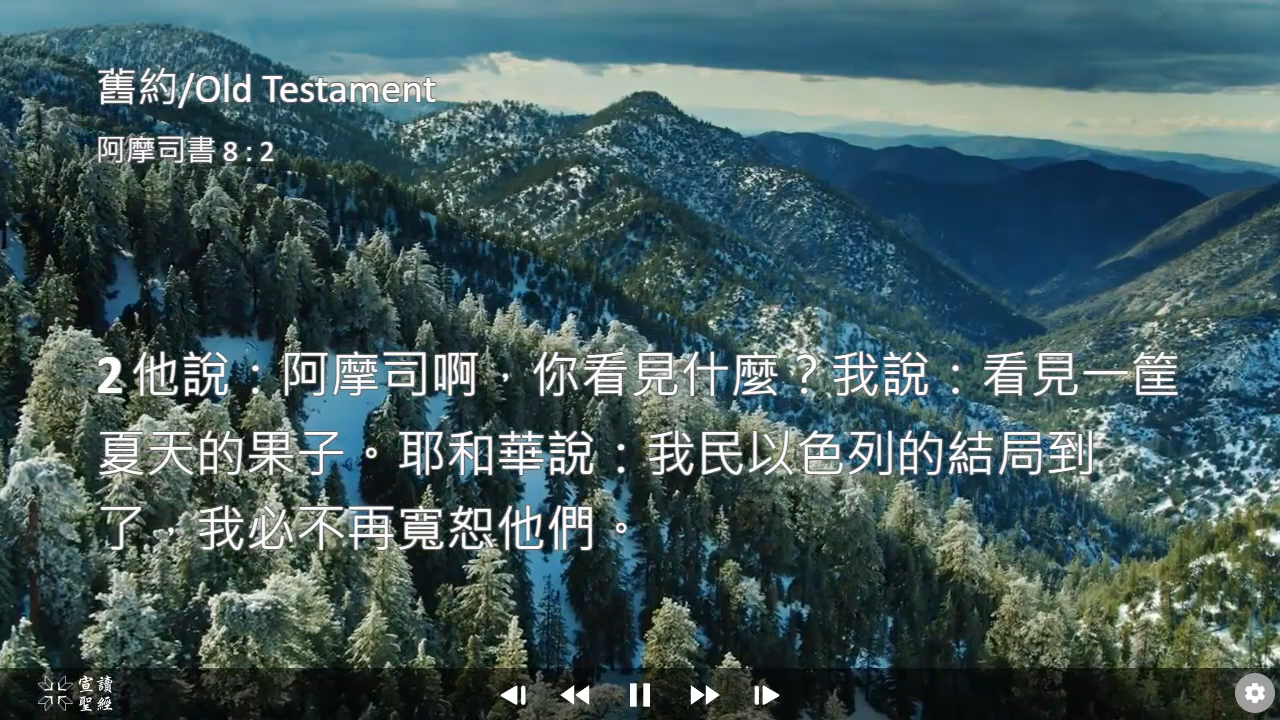 舊約/Old Testament
阿摩司書 8 : 2
2 他說：阿摩司啊，你看見什麼？我說：看見一筐
夏天的果子。耶和華說：我民以色列的結局到
了，我必不再寬恕他們。
宣讀
聖經